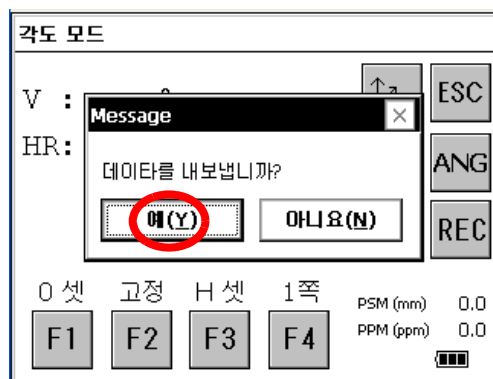 각도 모드
V :
ESC
Message
HR:
데이타를 내보냅니까?
ANG
예(Y)
아니요(N)
REC
0 셋
고정
H 셋
1쪽
PSM (mm) 0.0
F1
F2
F3
F4
PPM (ppm) 0.0